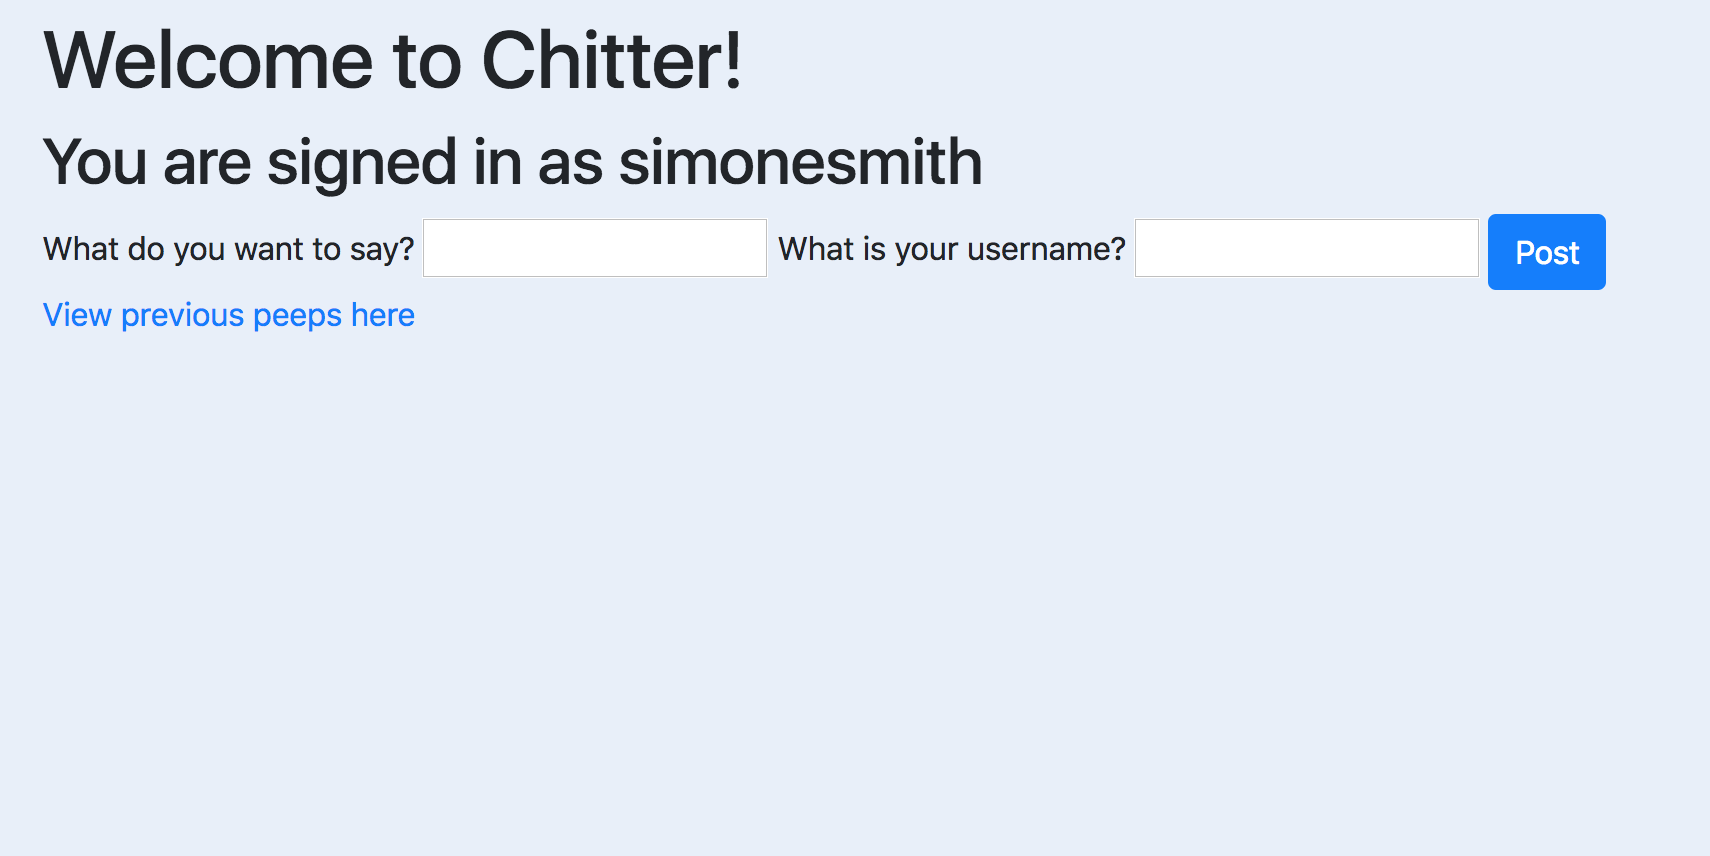 Welcome to Chitter!
You are signed in as simonesmith
What do you want to say? What is your username? Post
View previous peeps here